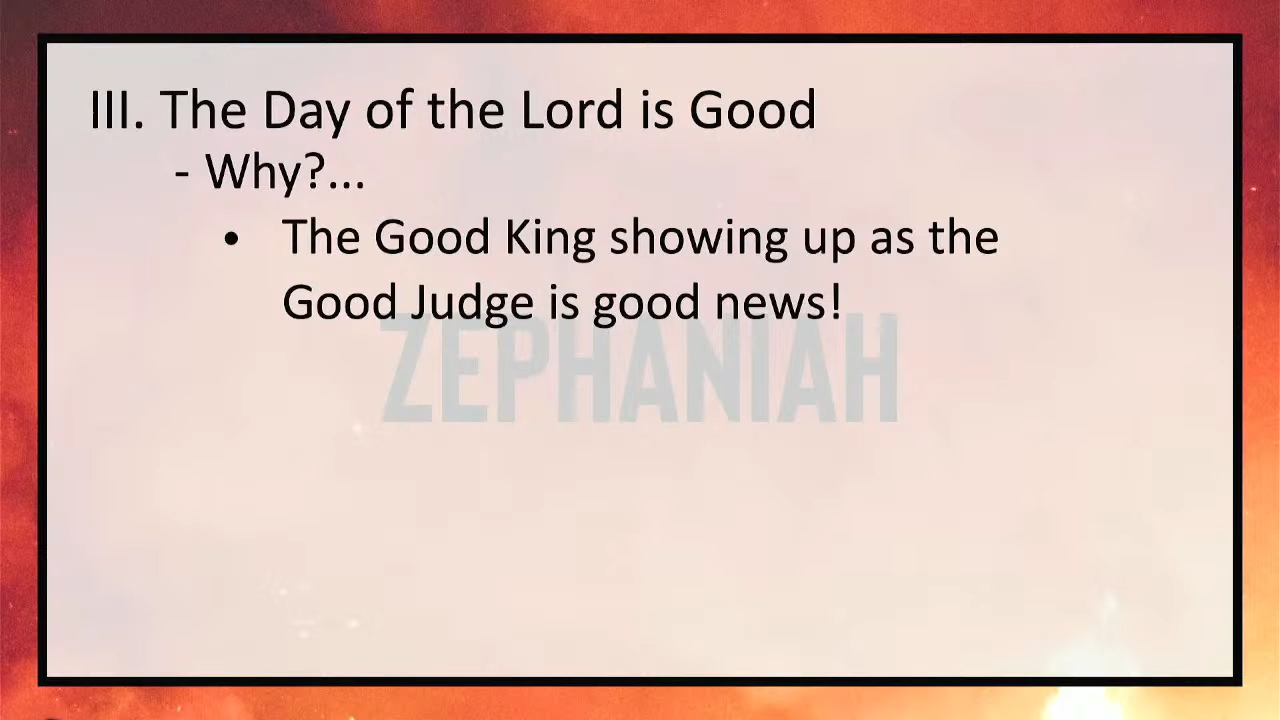 III. The Day of the Lord is Good
- Why?...
• The Good King showing up as the
Good Judge is good news!
ZEPHANIAH